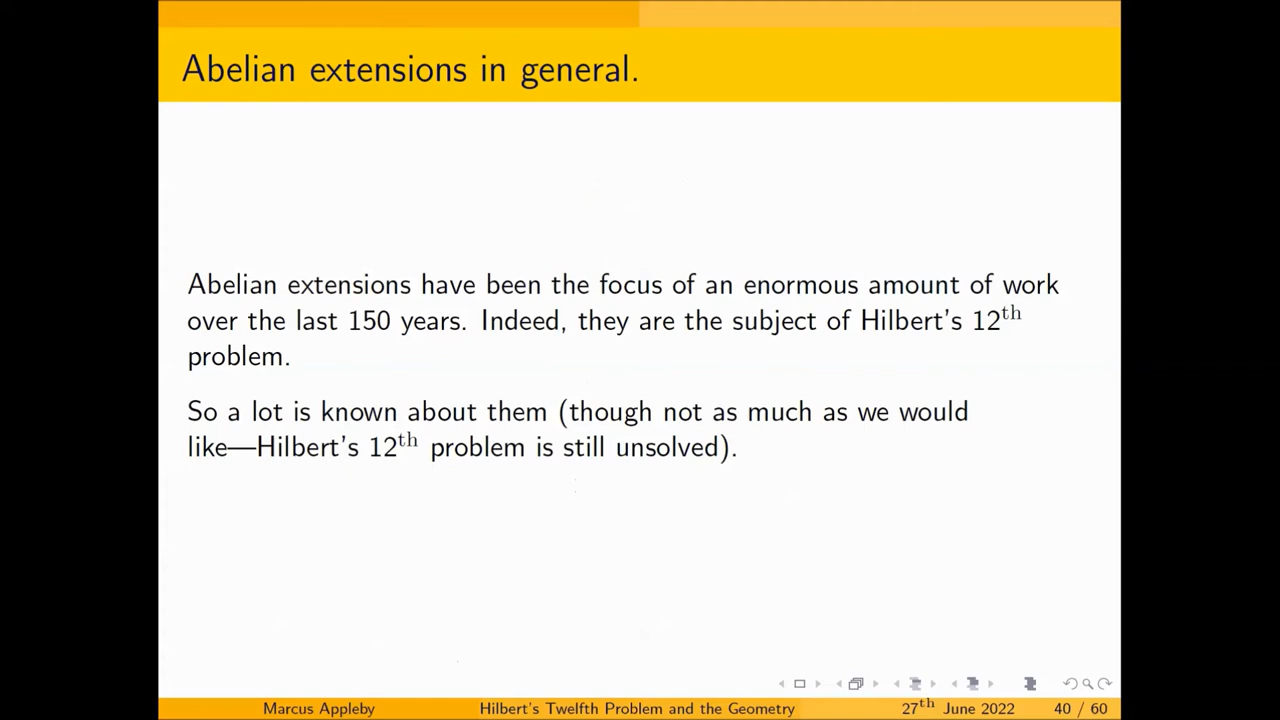 Abelian extensions in general.
Abelian extensions have been the focus of an enormous amount of work
over the last 150 years. Indeed, they are the subject of Hilbert's 12th
problem.
So a lot is known about them (though not as much as we would
like—Hilbert's 12th problem is still unsolved).
Marcus Appleby Hilbert's Twelfth Problem and the Geometry 27th June 2022 40 / 60